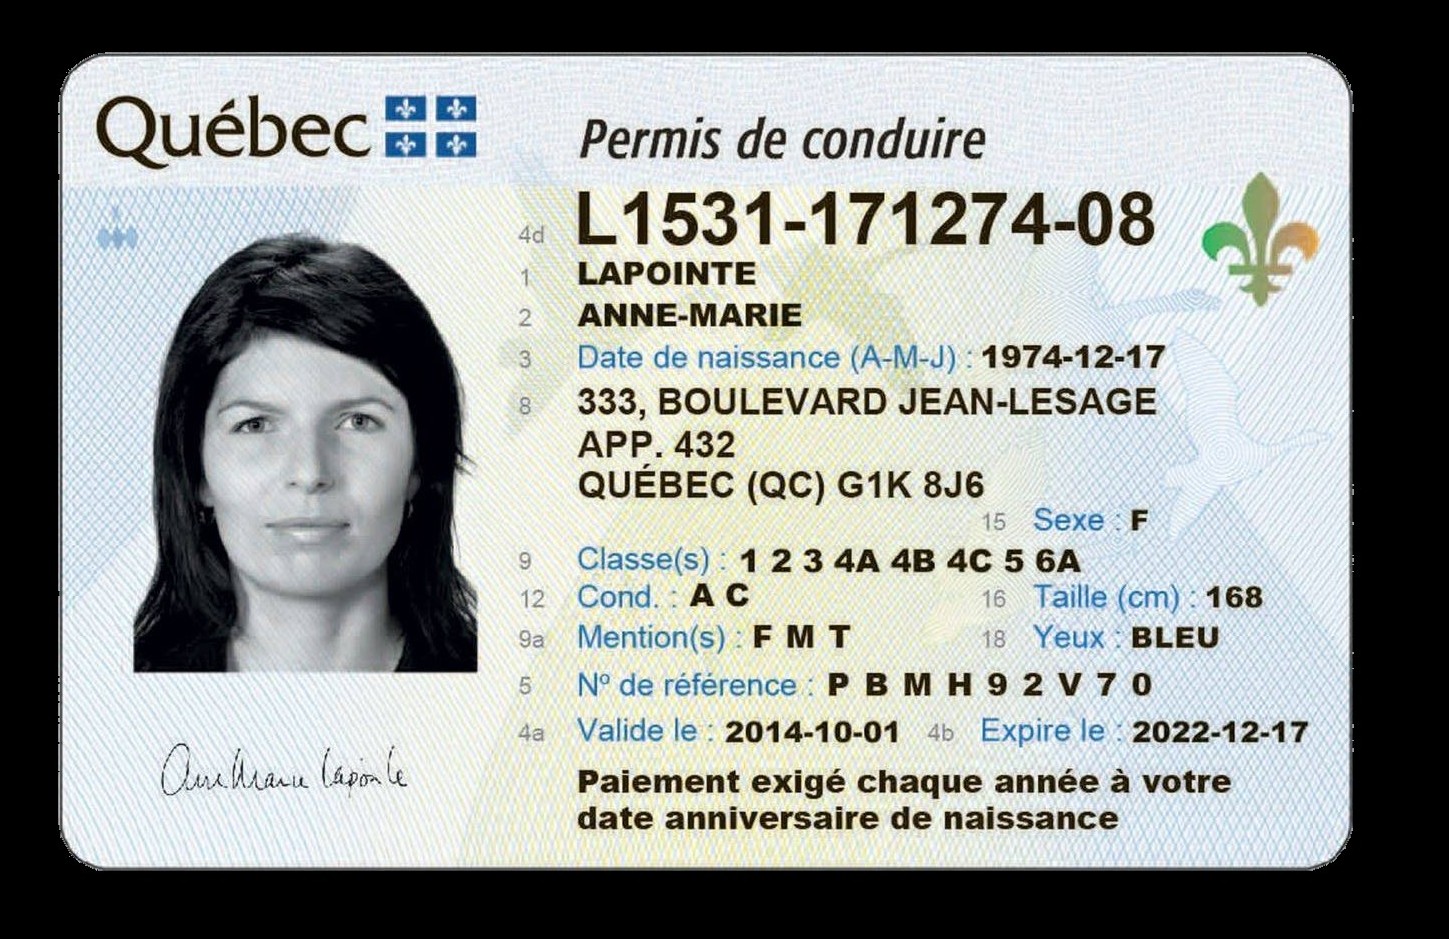 Québec
Permis de conduire
4d L1531-171274-08
1 LAPOINTE
2 ANNE-MARIE
3 Date de naissance (A-M-J) : 1974-12-17
8 333, BOULEVARD JEAN-LESAGE
APP. 432
QUÉBEC (QC) G1K 8J6
15 Sexe : F
9 Classe(s) : 1 2 3 4A 4B 4C 5 6A
12 Cond. : A C 16 Taille (cm) : 168
9a Mention(s) : F M T 18 Yeux : BLEU
5 Nº de référence : P B M H 9 2 V 7 0
4a Valide le : 2014-10-01 4b Expire le : 2022-12-17
Paiement exigé chaque année à votre
date anniversaire de naissance
Anne Marie Lapointe